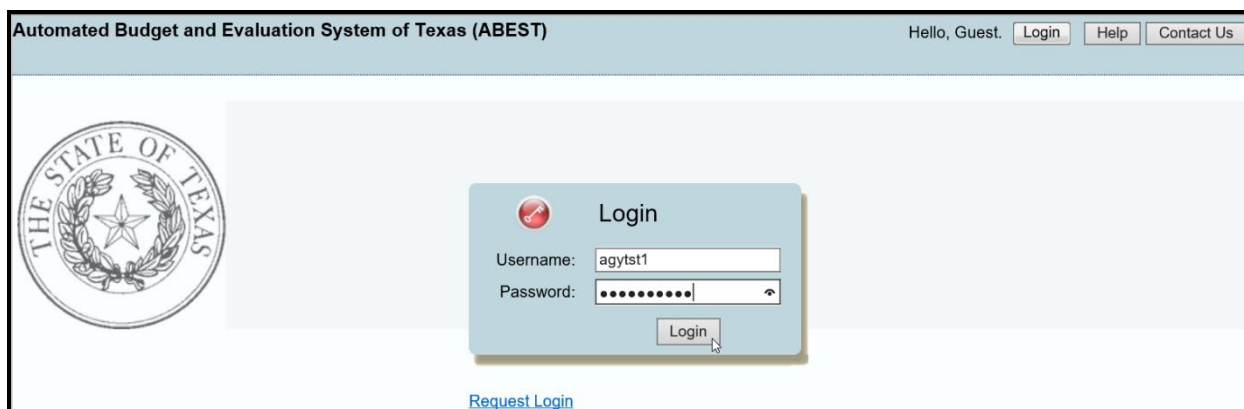 Automated Budget and Evaluation System of Texas (ABEST)
Hello, Guest. Login Help Contact Us
THE STATE OF TEXAS
Login
Username: agytst1
Password: ●●●●●●●●●●
Login
Request Login